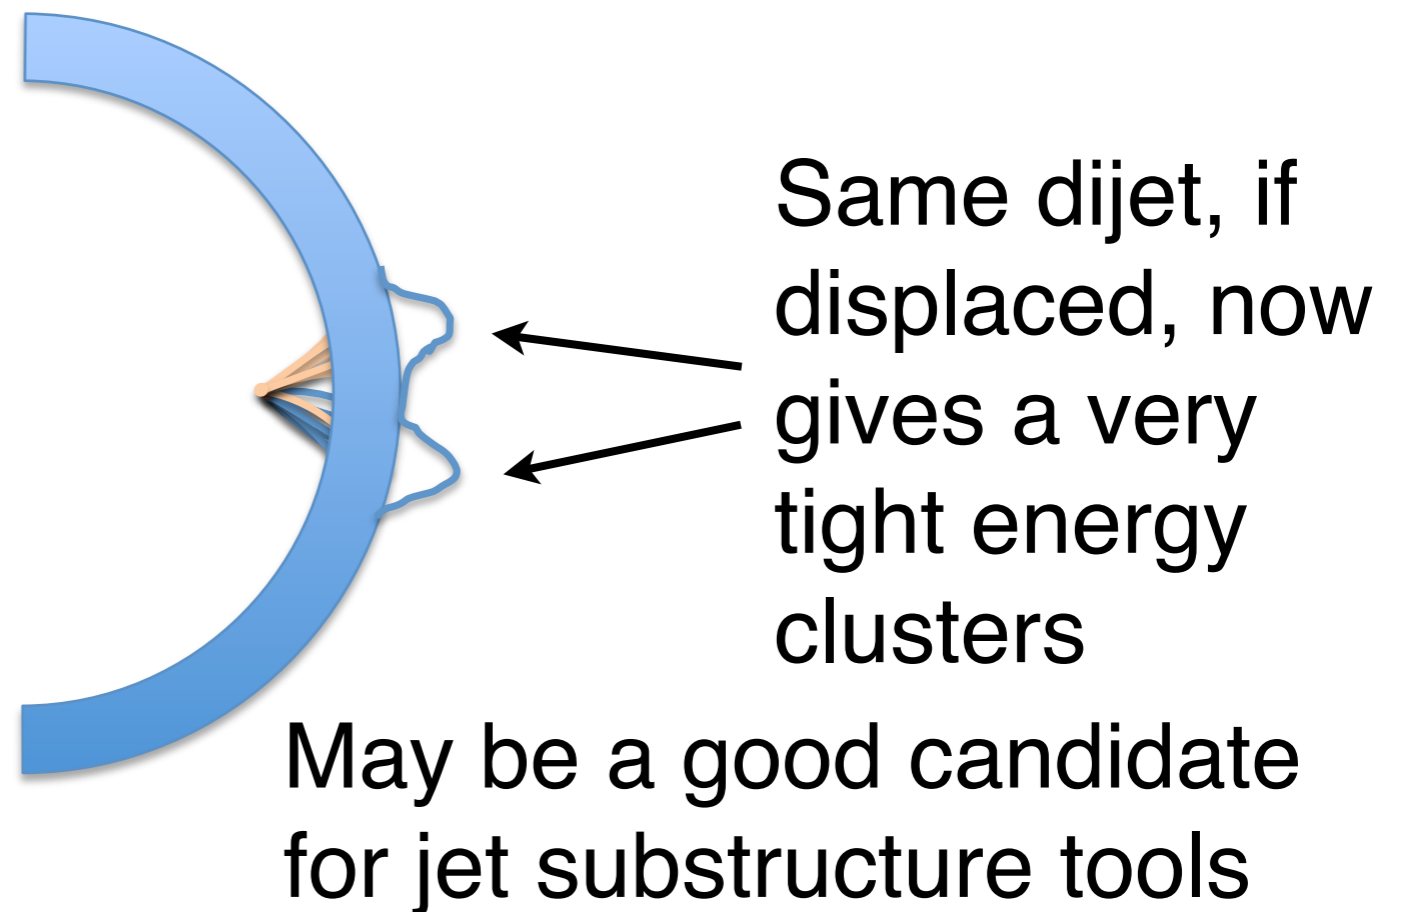 Same dijet, if
displaced, now
gives a very
tight energy
clusters
May be a good candidate
for jet substructure tools